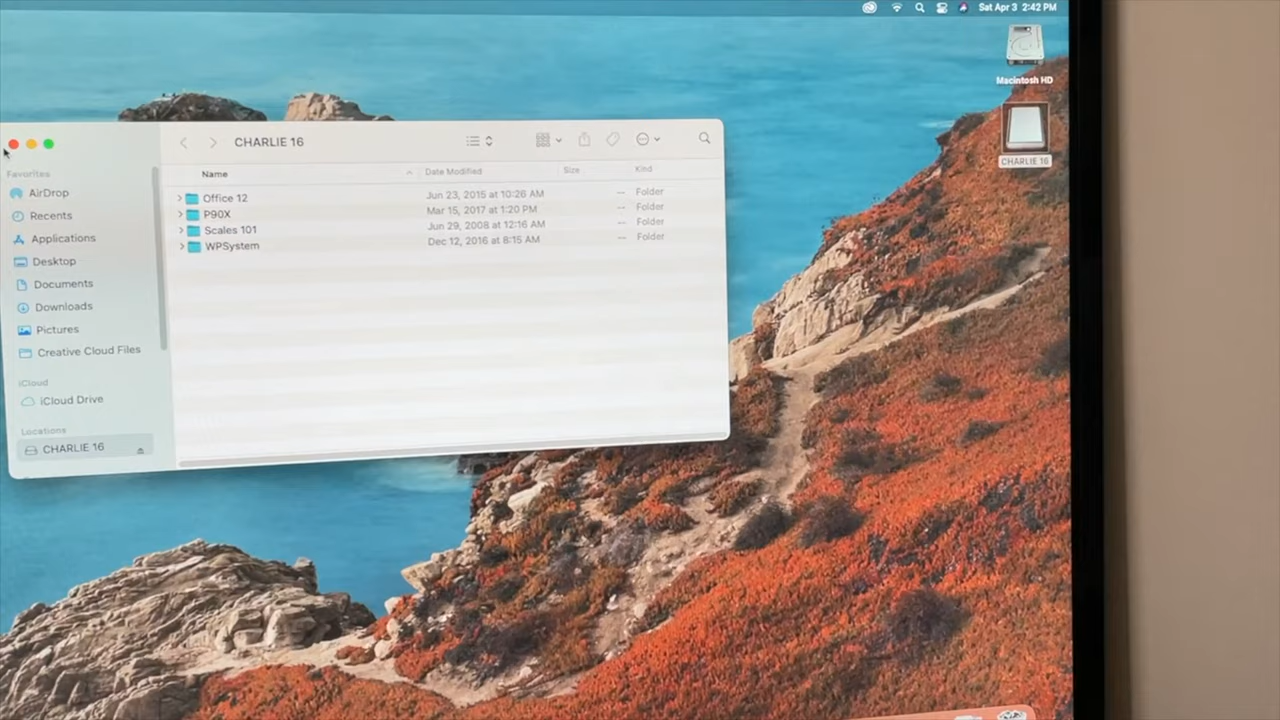 Sat Apr 3 2:42 PM
Macintosh HD
CHARLIE 16
CHARLIE 16
Name Date Modified Size Kind
Office 12 Jun 23, 2015 at 10:26 AM -- Folder
P90X Mar 15, 2017 at 1:20 PM -- Folder
Scales 101 Jun 29, 2008 at 12:16 AM -- Folder
WPSystem Dec 12, 2016 at 8:15 AM -- Folder
Favorites
AirDrop
Recents
Applications
Desktop
Documents
Downloads
Pictures
Creative Cloud Files
iCloud
iCloud Drive
Locations
CHARLIE 16